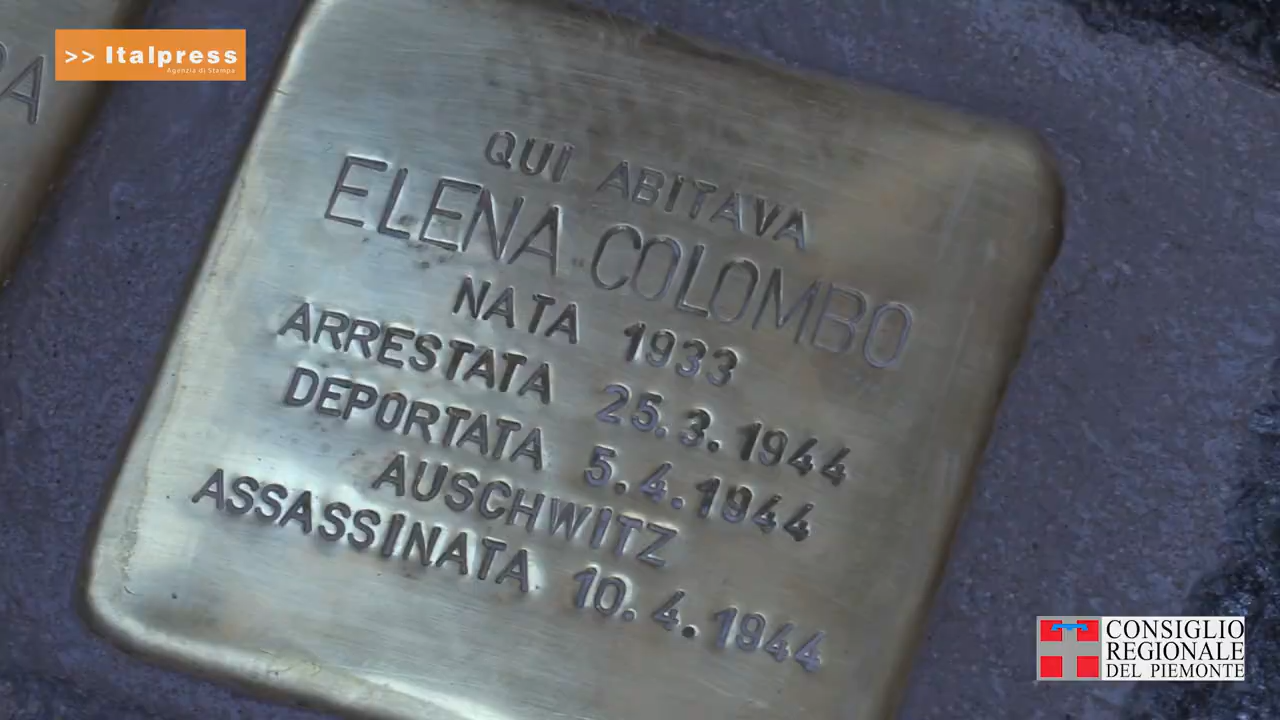 >> Italpress
Agenzia di Stampa
RA
QUI ABITAVA
ELENA COLOMBO
NATA 1933
ARRESTATA 25.3.1944
DEPORTATA 5.4.1944
AUSCHWITZ
ASSASSINATA 10.4.1944
CONSIGLIO
REGIONALE
DEL PIEMONTE